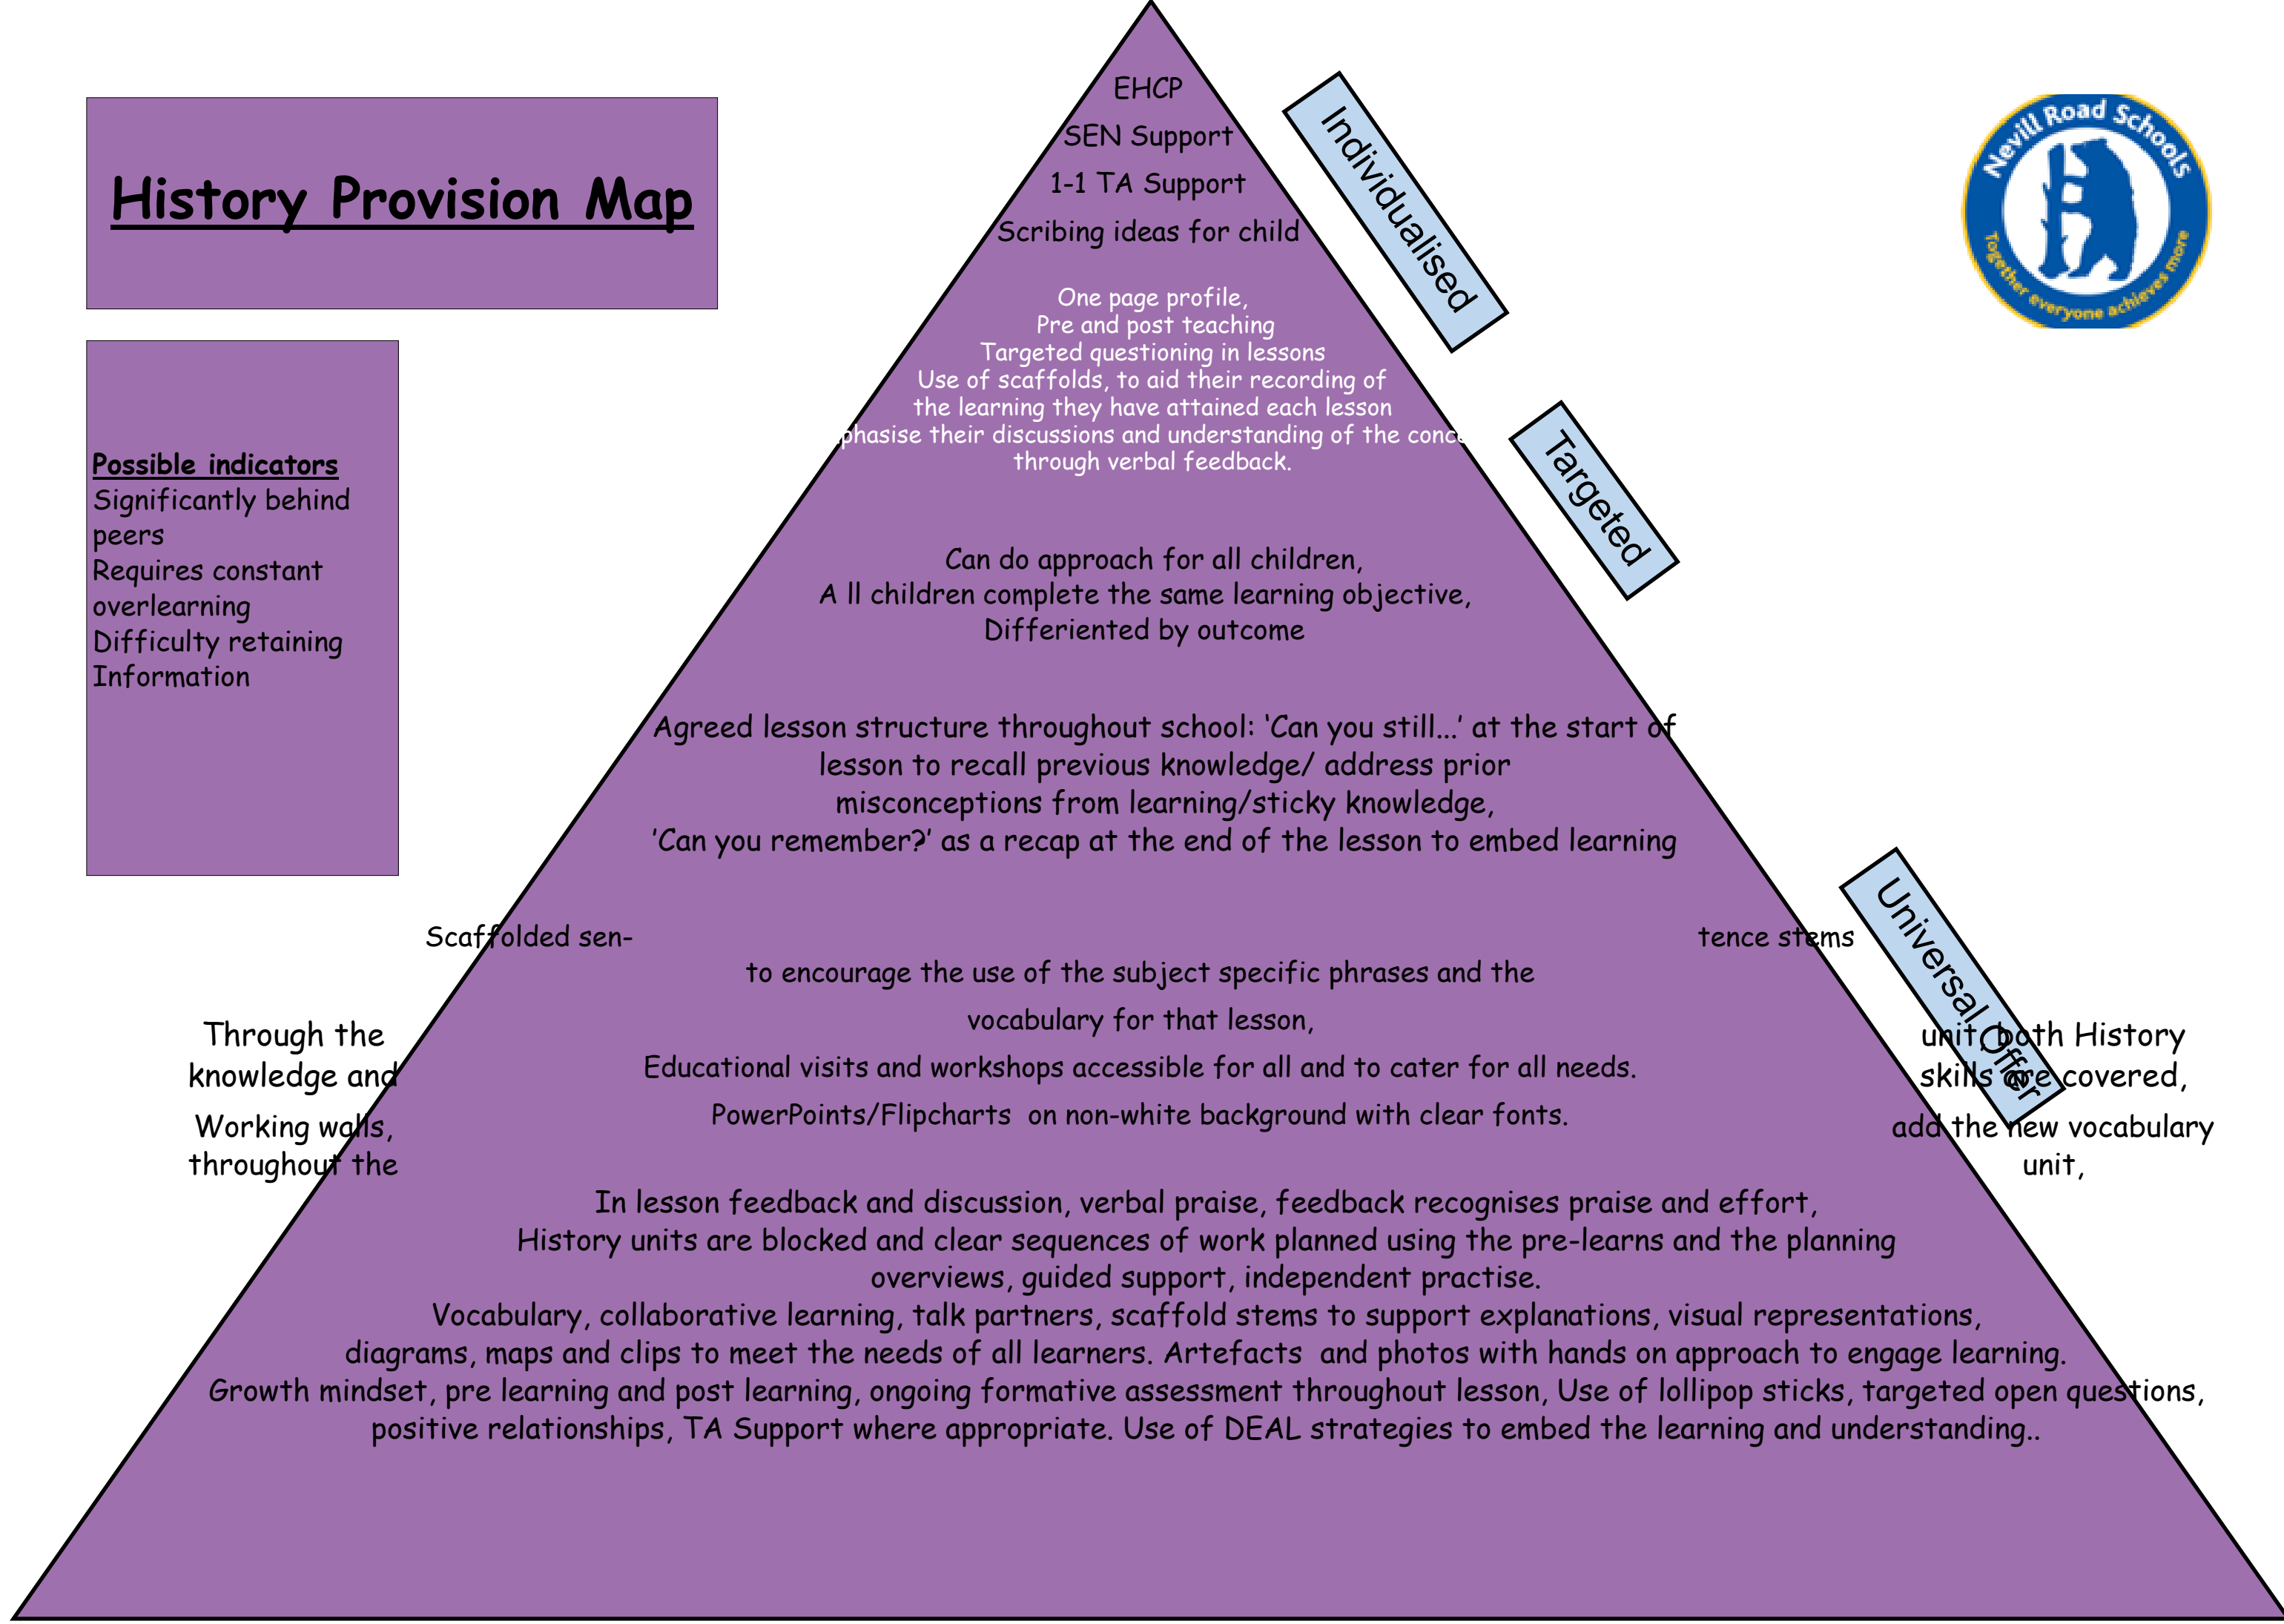 History Provision Map
Nevill Road Schools
Together everyone achieves more
Possible indicators
Significantly behind
peers
Requires constant
overlearning
Difficulty retaining
Information
EHCP
SEN Support
1-1 TA Support
Scribing ideas for child
Individualised
One page profile,
Pre and post teaching
Targeted questioning in lessons
Use of scaffolds, to aid their recording of
the learning they have attained each lesson
their discussions and understanding of the
through verbal feedback.
Targeted
Can do approach for all children,
A ll children complete the same learning objective,
Differiented by outcome
Agreed lesson structure throughout school: ‘Can you still...’ at the start of
lesson to recall previous knowledge/ address prior
misconceptions from learning/sticky knowledge,
’Can you remember?’ as a recap at the end of the lesson to embed learning
Universal Offer
Scaffolded sen- tence stems
to encourage the use of the subject specific phrases and the
vocabulary for that lesson,
Through the unit, both History
Educational visits and workshops accessible for all and to cater for all needs.
knowledge and skills are covered,
PowerPoints/Flipcharts on non-white background with clear fonts.
Working walls, add the new vocabulary
throughout the unit,
In lesson feedback and discussion, verbal praise, feedback recognises praise and effort,
History units are blocked and clear sequences of work planned using the pre-learns and the planning
overviews, guided support, independent practise.
Vocabulary, collaborative learning, talk partners, scaffold stems to support explanations, visual representations,
diagrams, maps and clips to meet the needs of all learners. Artefacts and photos with hands on approach to engage learning.
Growth mindset, pre learning and post learning, ongoing formative assessment throughout lesson, Use of lollipop sticks, targeted open questions,
positive relationships, TA Support where appropriate. Use of DEAL strategies to embed the learning and understanding..